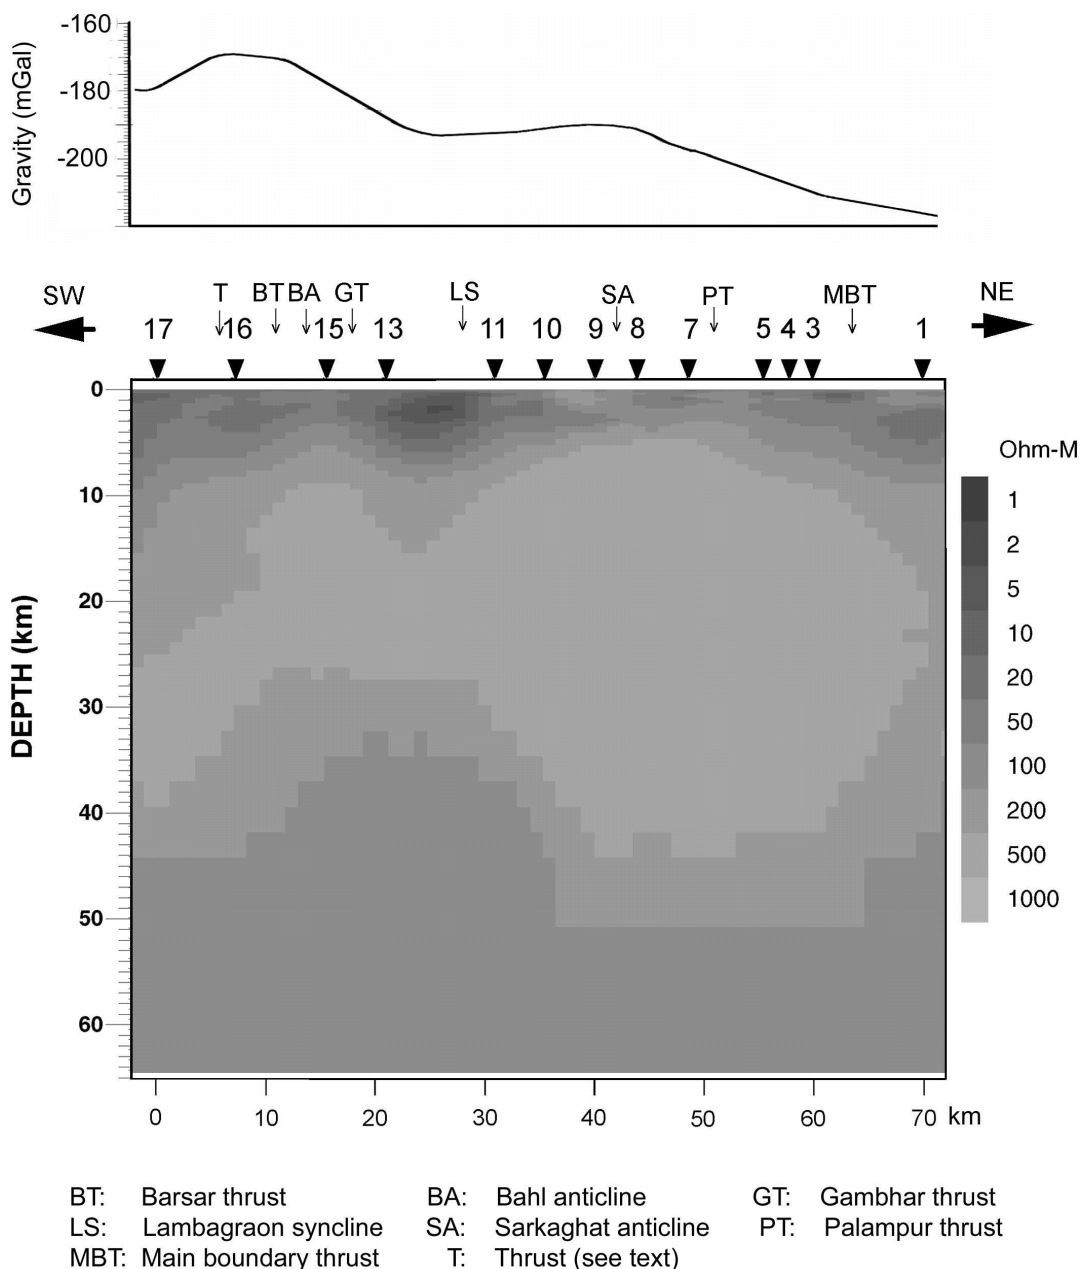 -160
-180
-200
Gravity (mGal)
SW T BT BA GT LS SA PT MBT NE
17 16 15 13 11 10 9 8 7 5 4 3 1
0
10
20
30
40
50
60
DEPTH (km)
0 10 20 30 40 50 60 70 km
Ohm-M
1
2
5
10
20
50
100
200
500
1000
BT: Barsar thrust BA: Bahl anticline GT: Gambhar thrust
LS: Lambagraon syncline SA: Sarkaghat anticline PT: Palampur thrust
MBT: Main boundary thrust T: Thrust (see text)